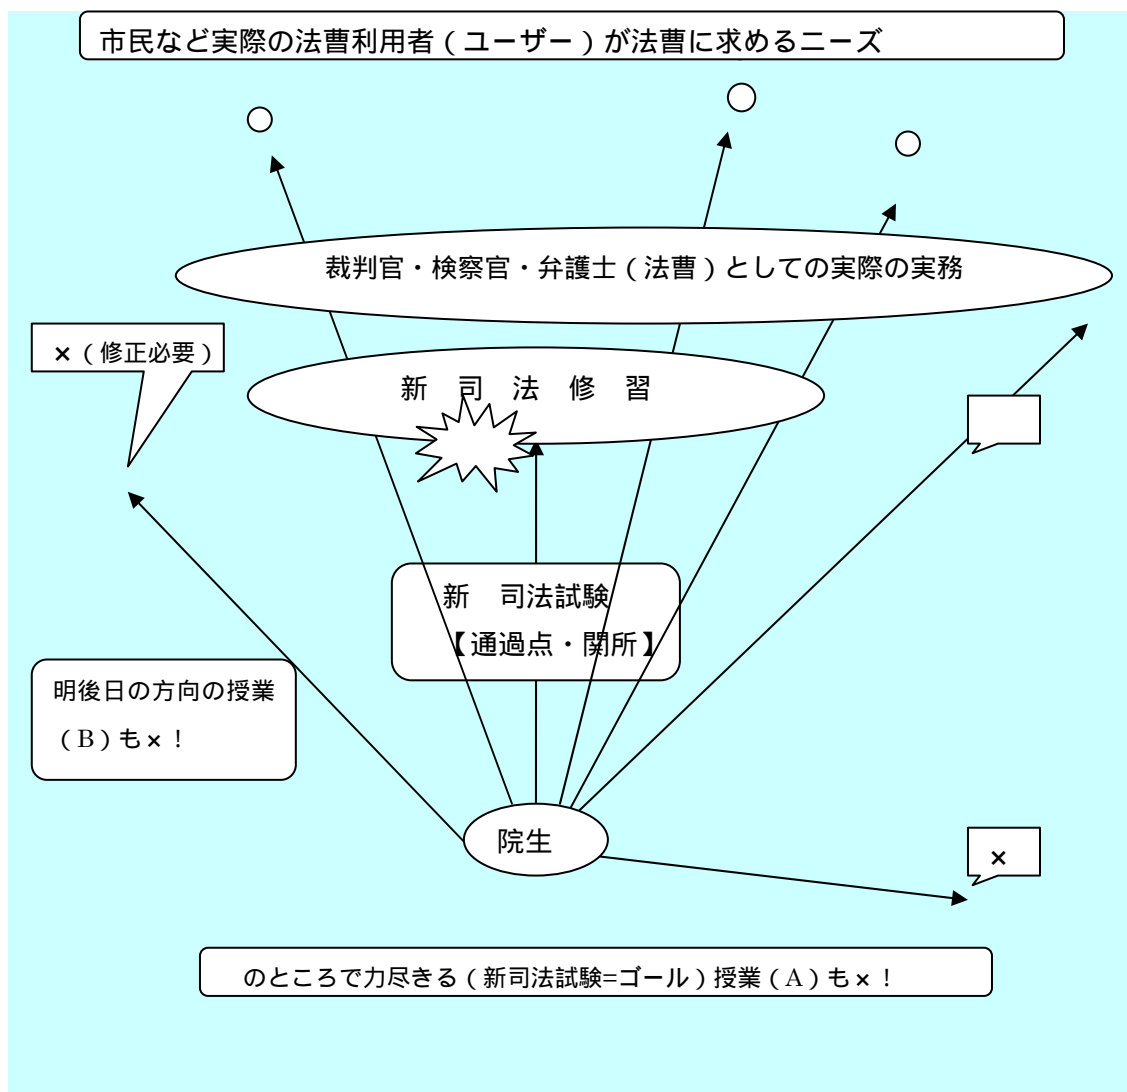 市民など実際の法曹利用者（ユーザー）が法曹に求めるニーズ
裁判官・検察官・弁護士（法曹）としての実際の実務
×（修正必要）
新　司　法　修　習
新　司法試験
【通過点・関所】
明後日の方向の授業
（B）も×！
院生
×
のところで力尽きる（新司法試験=ゴール）授業（A）も×！